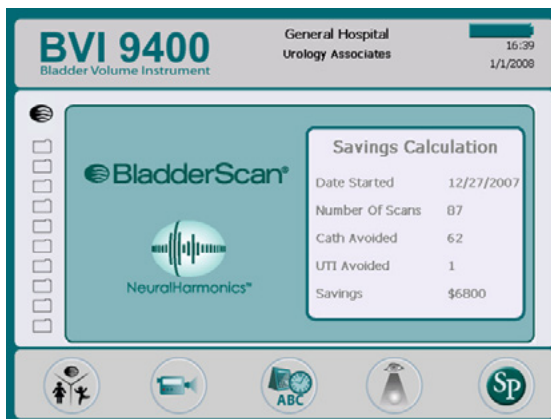 BVI 9400
Bladder Volume Instrument
General Hospital
Urology Associates
16:39
1/1/2008
BladderScan®
NeuralHarmonics™
Savings Calculation
Date Started 12/27/2007
Number Of Scans 87
Cath Avoided 62
UTI Avoided 1
Savings $6800
ABC
SP